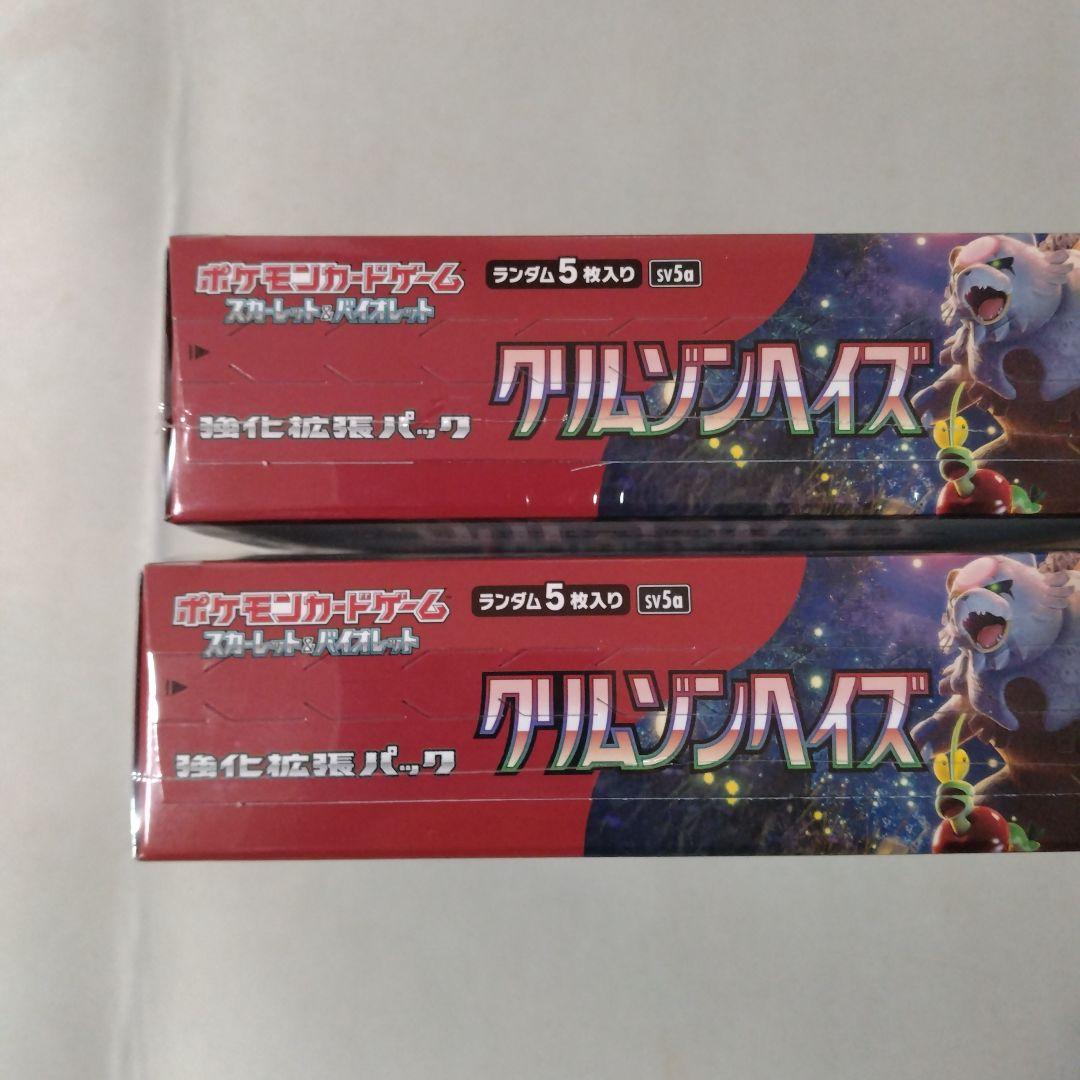 ポケモンカードゲーム ランダム5枚入り sv5a
スカーレット&バイオレット
クリムゾンヘイズ
強化拡張パック
ポケモンカードゲーム ランダム5枚入り sv5a
スカーレット&バイオレット
クリムゾンヘイズ
強化拡張パック